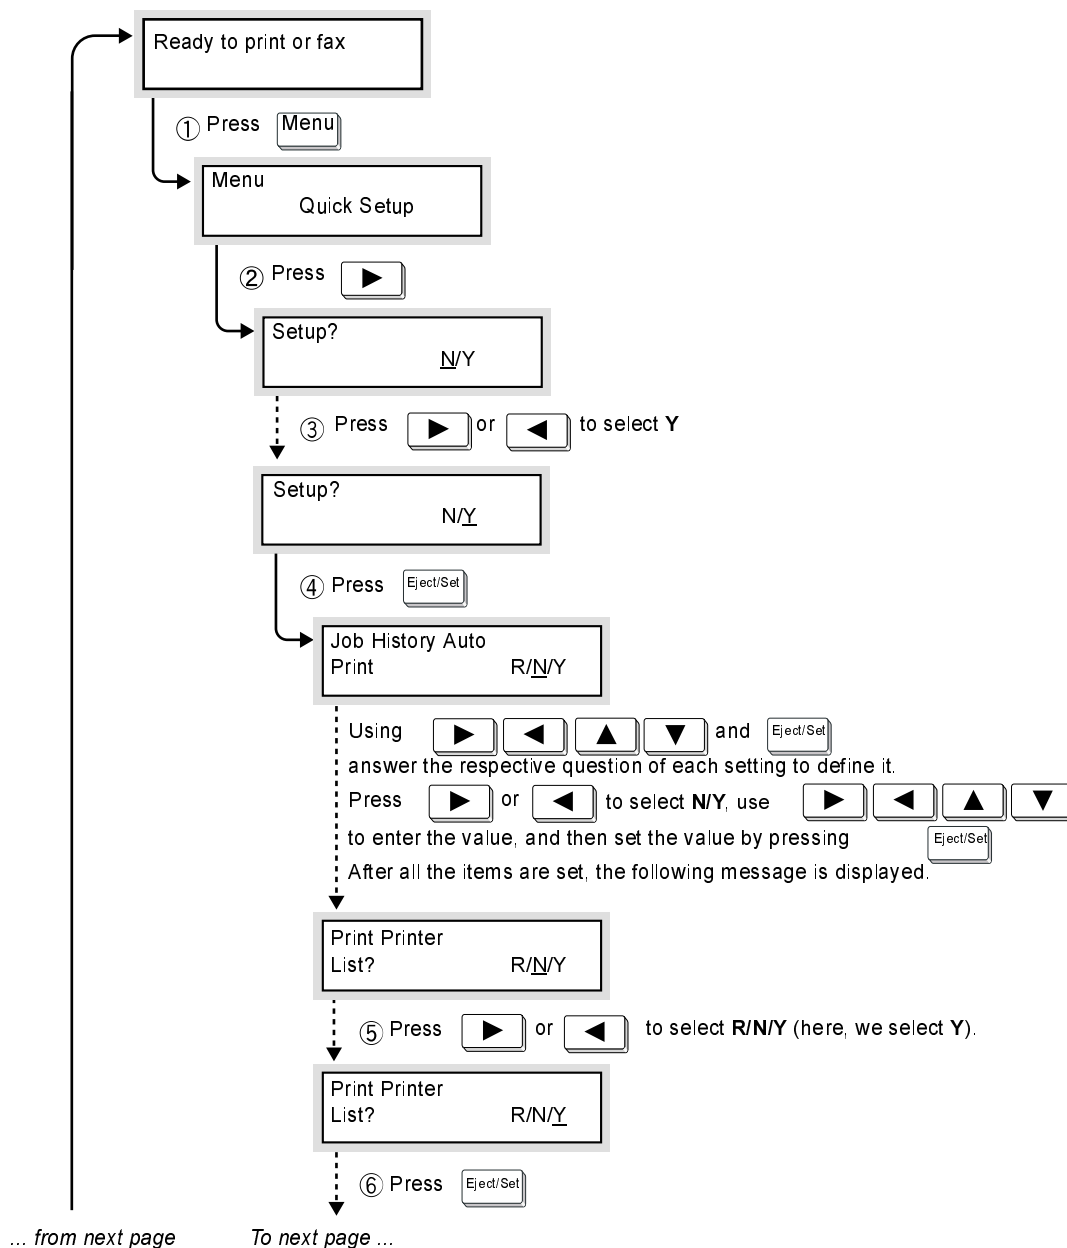 Ready to print or fax
① Press Menu
Menu
Quick Setup
② Press ▶
Setup?
N/Y
③ Press ▶ or ◀ to select Y
Setup?
N/Y
④ Press Eject/Set
Job History Auto
Print R/N/Y
Using ▶ ◀ ▲ ▼ and Eject/Set
answer the respective question of each setting to define it.
Press ▶ or ◀ to select N/Y, use ▶ ◀ ▲ ▼
to enter the value, and then set the value by pressing Eject/Set
After all the items are set, the following message is displayed.
Print Printer
List? R/N/Y
⑤ Press ▶ or ◀ to select R/N/Y (here, we select Y).
Print Printer
List? R/N/Y
⑥ Press Eject/Set
... from next page To next page ...